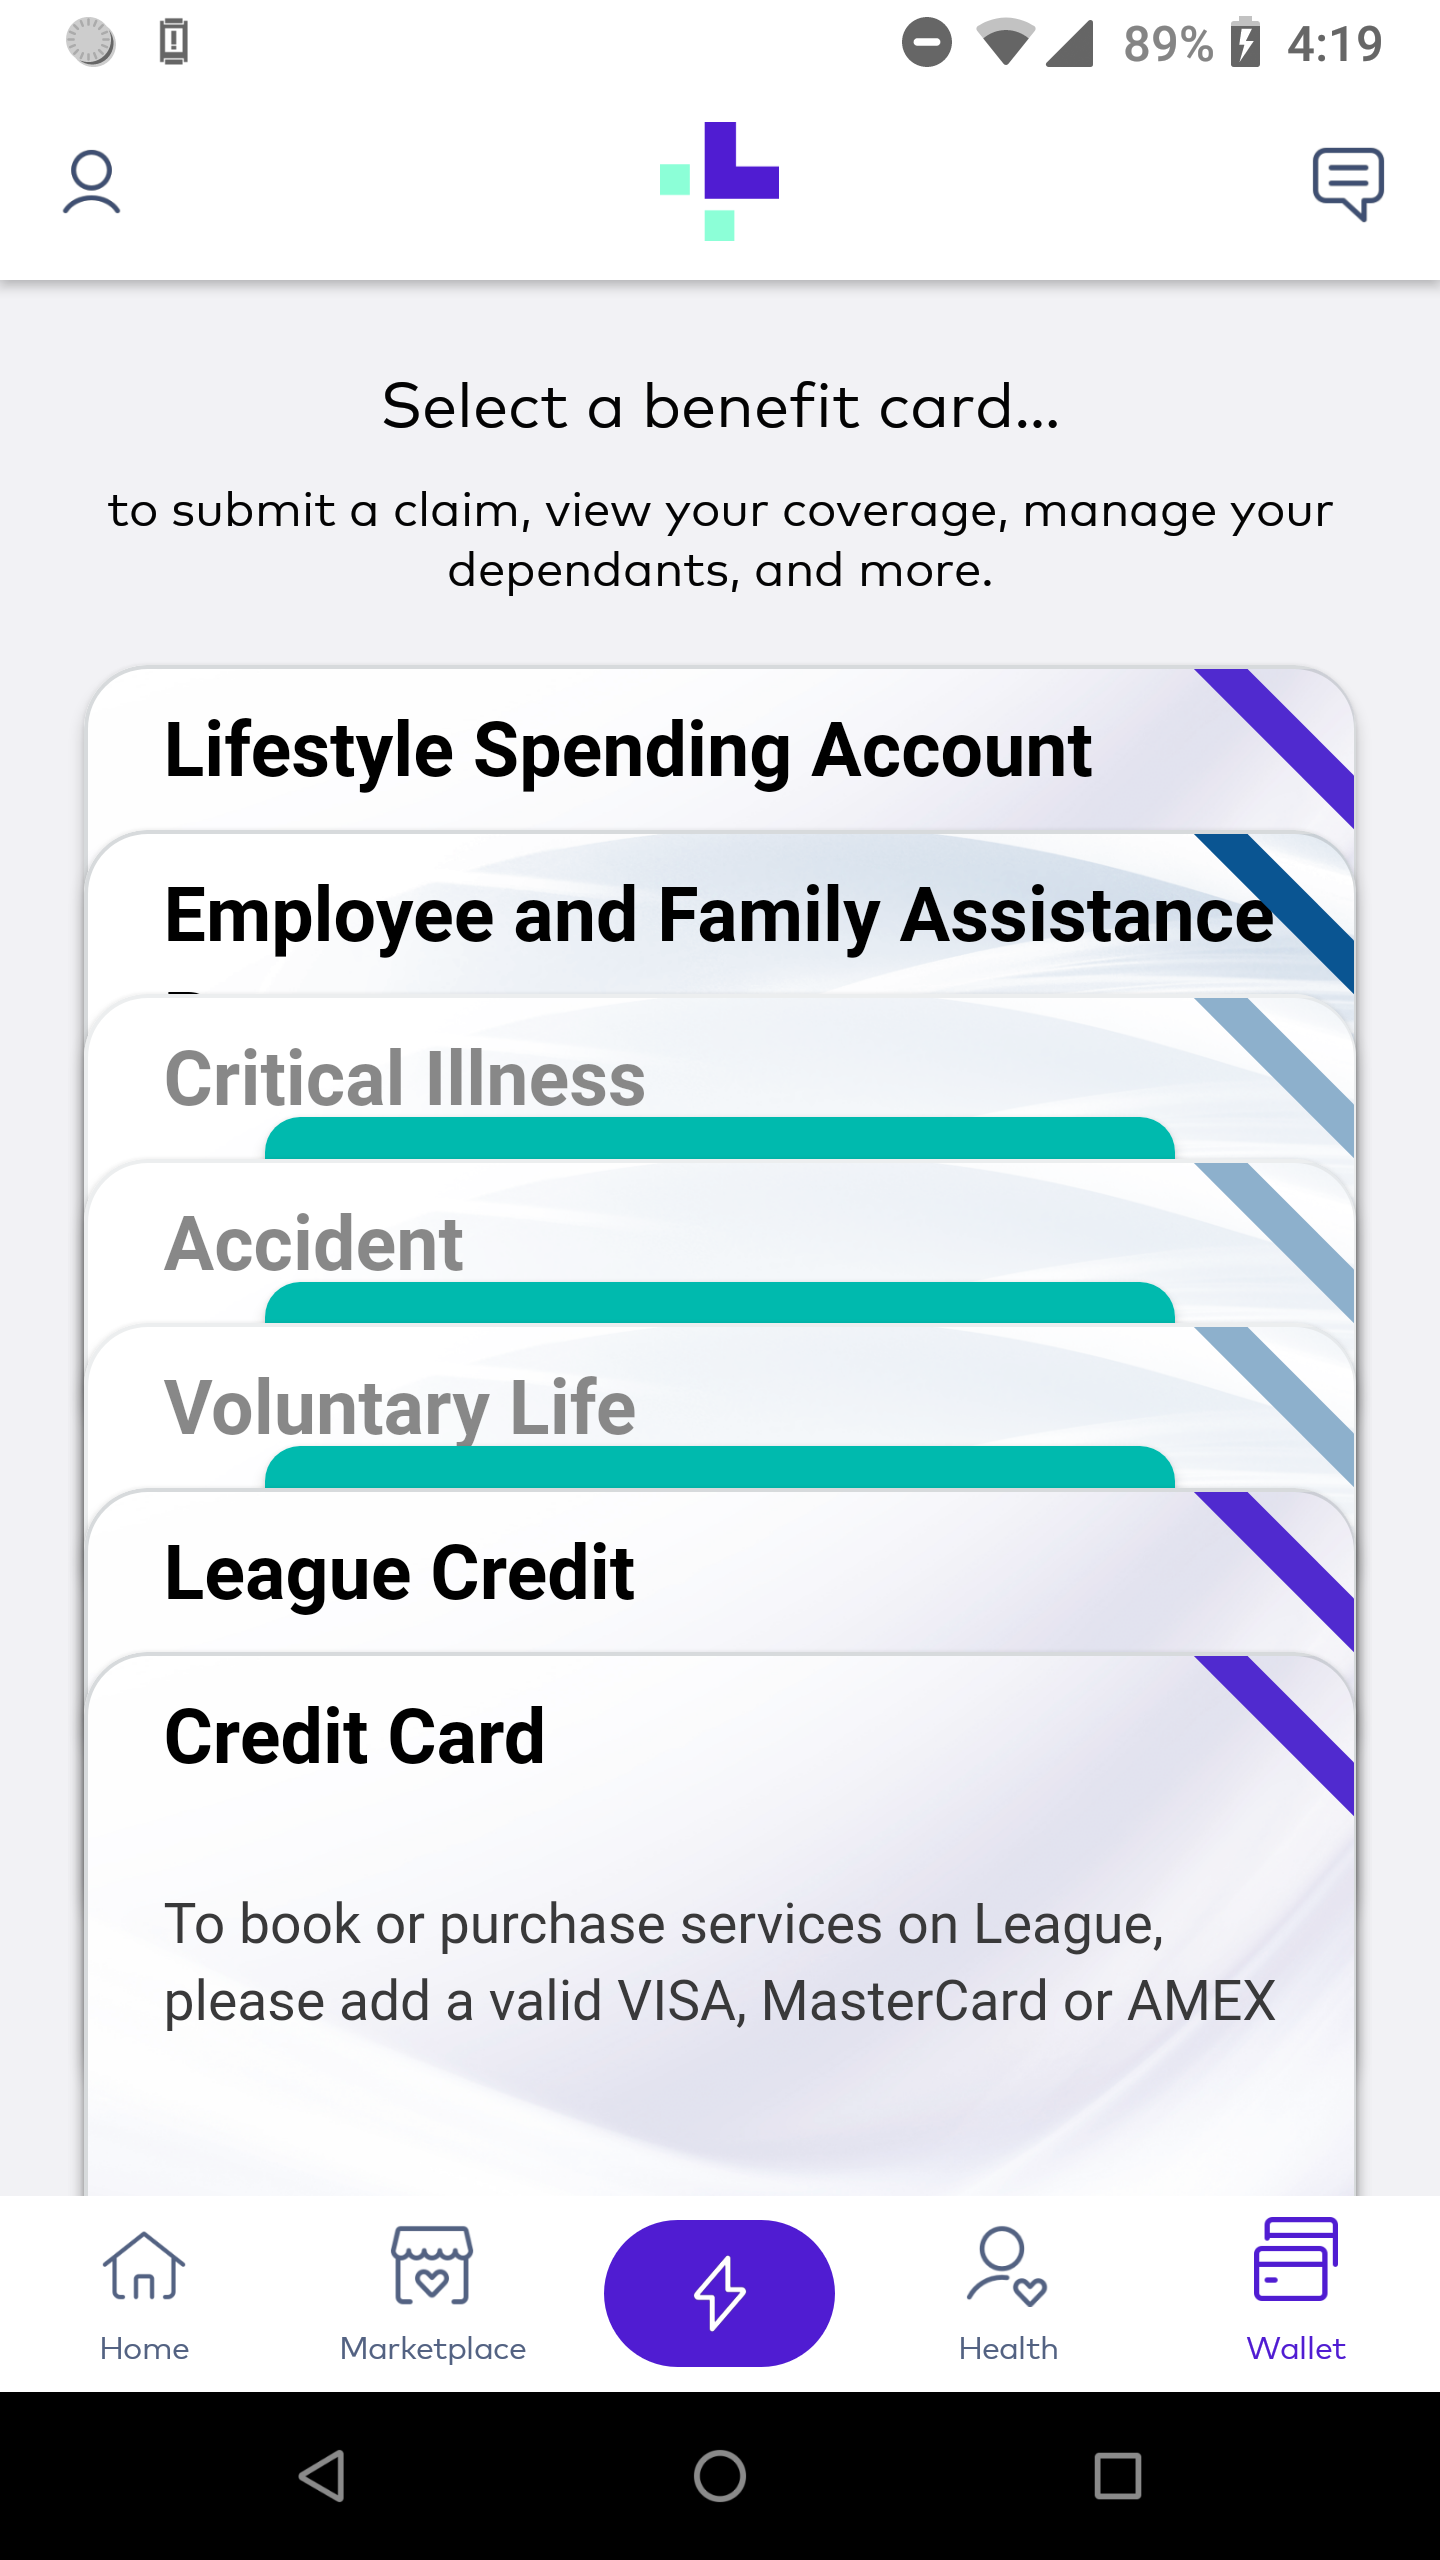 89% 4:19
Select a benefit card...
to submit a claim, view your coverage, manage your
dependants, and more.
Lifestyle Spending Account
Employee and Family Assistance
Critical Illness
Accident
Voluntary Life
League Credit
Credit Card
To book or purchase services on League,
please add a valid VISA, MasterCard or AMEX
Home Marketplace Health Wallet